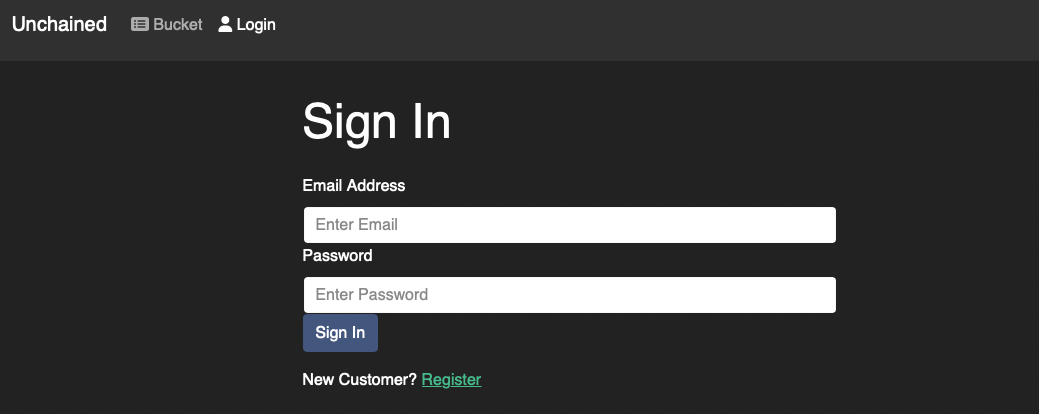 Unchained Bucket Login
Sign In
Email Address
Enter Email
Password
Enter Password
Sign In
New Customer? Register